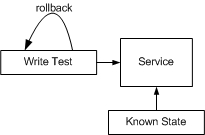 rollback
Write Test
Service
Known State